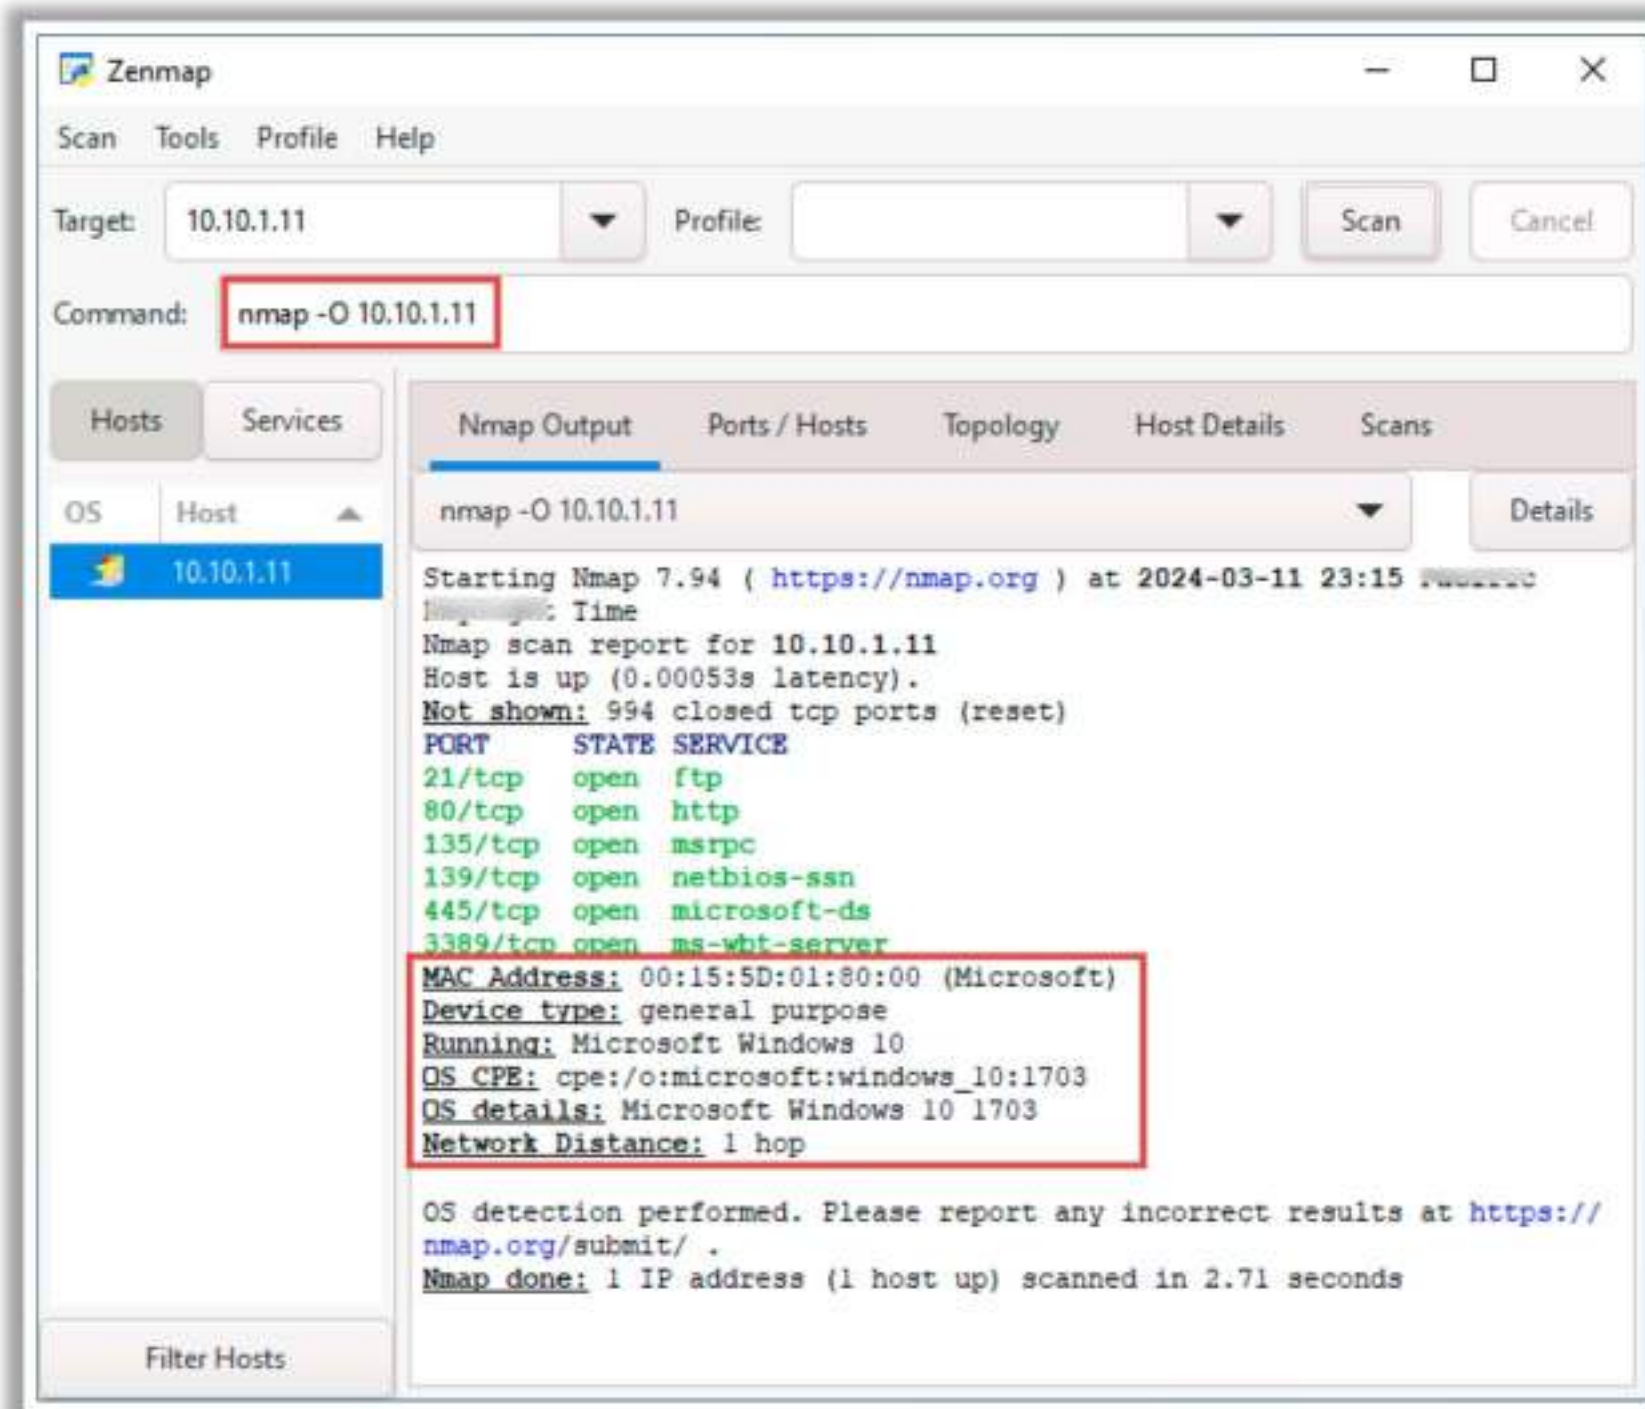 Zenmap
Scan Tools Profile Help
Target: 10.10.1.11 Profile: Scan Cancel
Command: nmap -O 10.10.1.11
Hosts Services
Nmap Output Ports / Hosts Topology Host Details Scans
OS Host
nmap -O 10.10.1.11 Details
10.10.1.11
Starting Nmap 7.94 ( https://nmap.org ) at 2024-03-11 23:15
Time
Nmap scan report for 10.10.1.11
Host is up (0.00053s latency).
Not shown: 994 closed tcp ports (reset)
PORT STATE SERVICE
21/tcp open ftp
80/tcp open http
135/tcp open msrpc
139/tcp open netbios-ssn
445/tcp open microsoft-ds
3389/tcp open ms-wbt-server
MAC Address: 00:15:5D:01:80:00 (Microsoft)
Device type: general purpose
Running: Microsoft Windows 10
OS CPE: cpe:/o:microsoft:windows_10:1703
OS details: Microsoft Windows 10 1703
Network Distance: 1 hop
OS detection performed. Please report any incorrect results at https://
nmap.org/submit/ .
Nmap done: 1 IP address (1 host up) scanned in 2.71 seconds
Filter Hosts